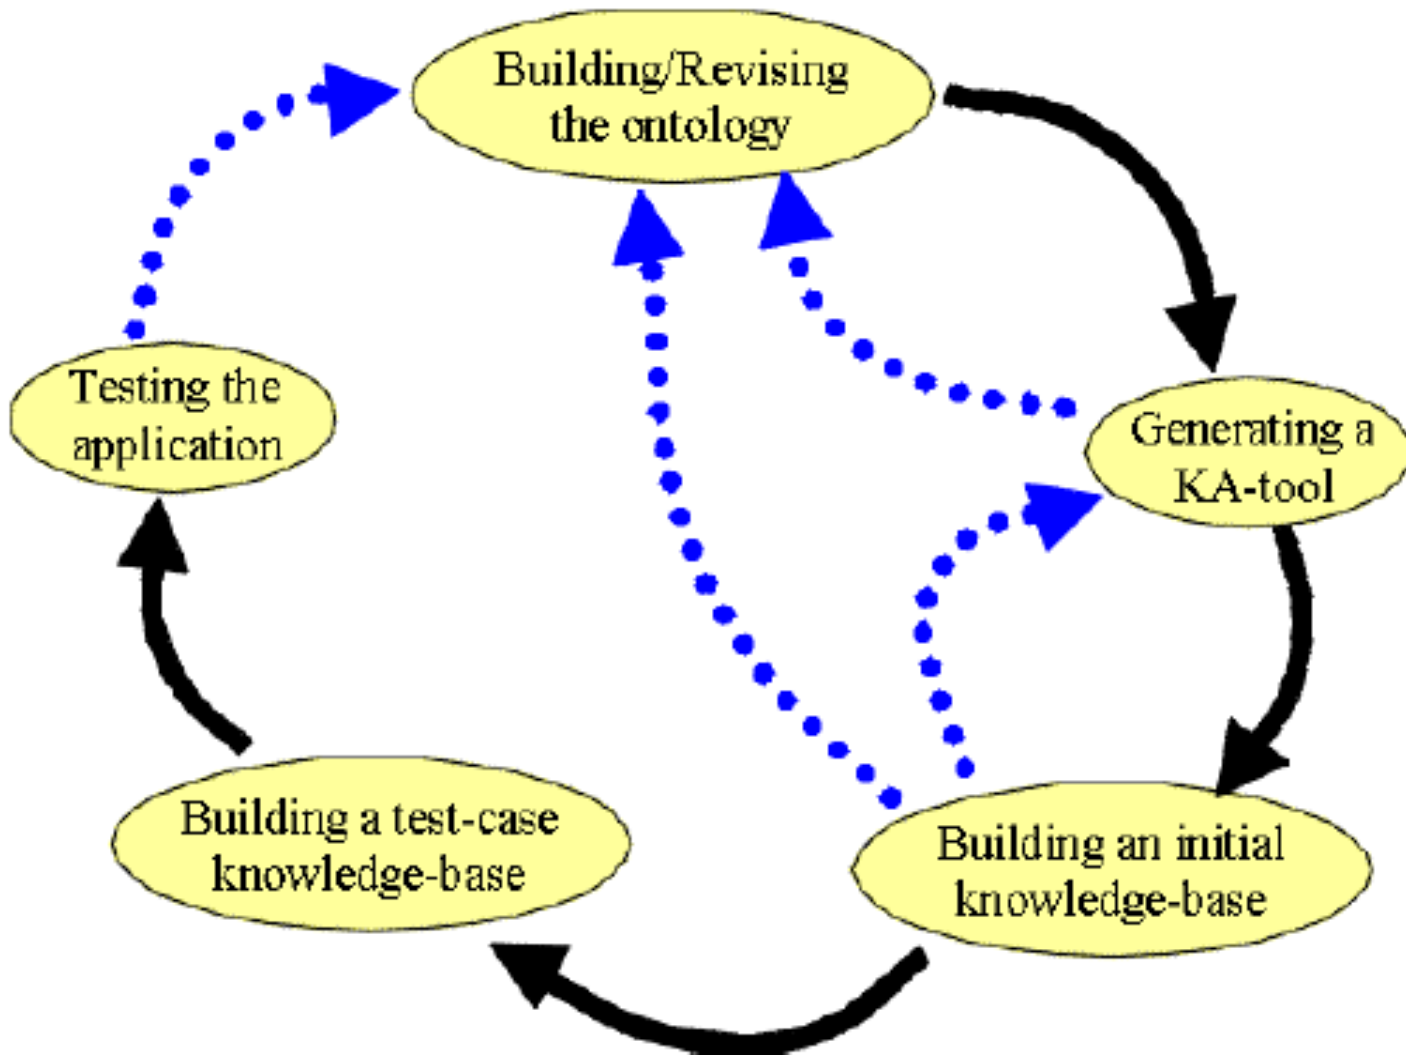 Building/Revising
the ontology
Testing the
application
Generating a
KA-tool
Building a test-case
knowledge-base
Building an initial
knowledge-base